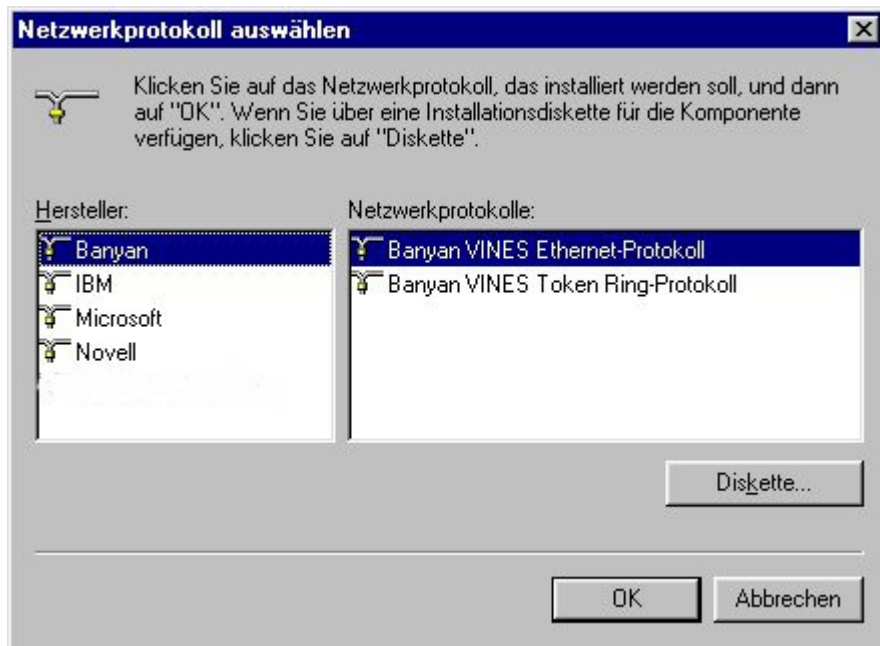 Netzwerkprotokoll auswählen
Klicken Sie auf das Netzwerkprotokoll, das installiert werden soll, und dann
auf "OK". Wenn Sie über eine Installationsdiskette für die Komponente
verfügen, klicken Sie auf "Diskette".
Hersteller:
Banyan
IBM
Microsoft
Novell
Netzwerkprotokolle:
Banyan VINES Ethernet-Protokoll
Banyan VINES Token Ring-Protokoll
Diskette...
OK
Abbrechen